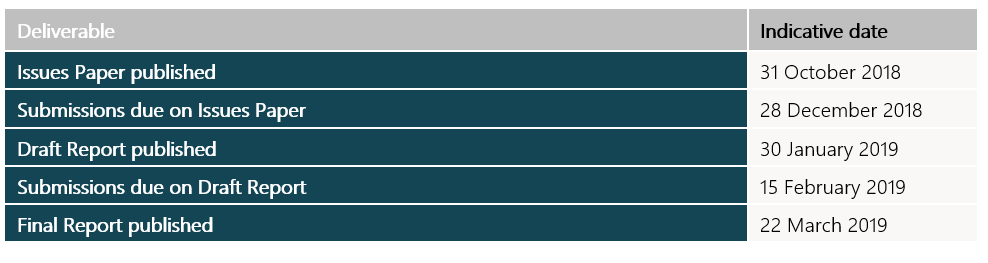 Deliverable Indicative date
Issues Paper published 31 October 2018
Submissions due on Issues Paper 28 December 2018
Draft Report published 30 January 2019
Submissions due on Draft Report 15 February 2019
Final Report published 22 March 2019